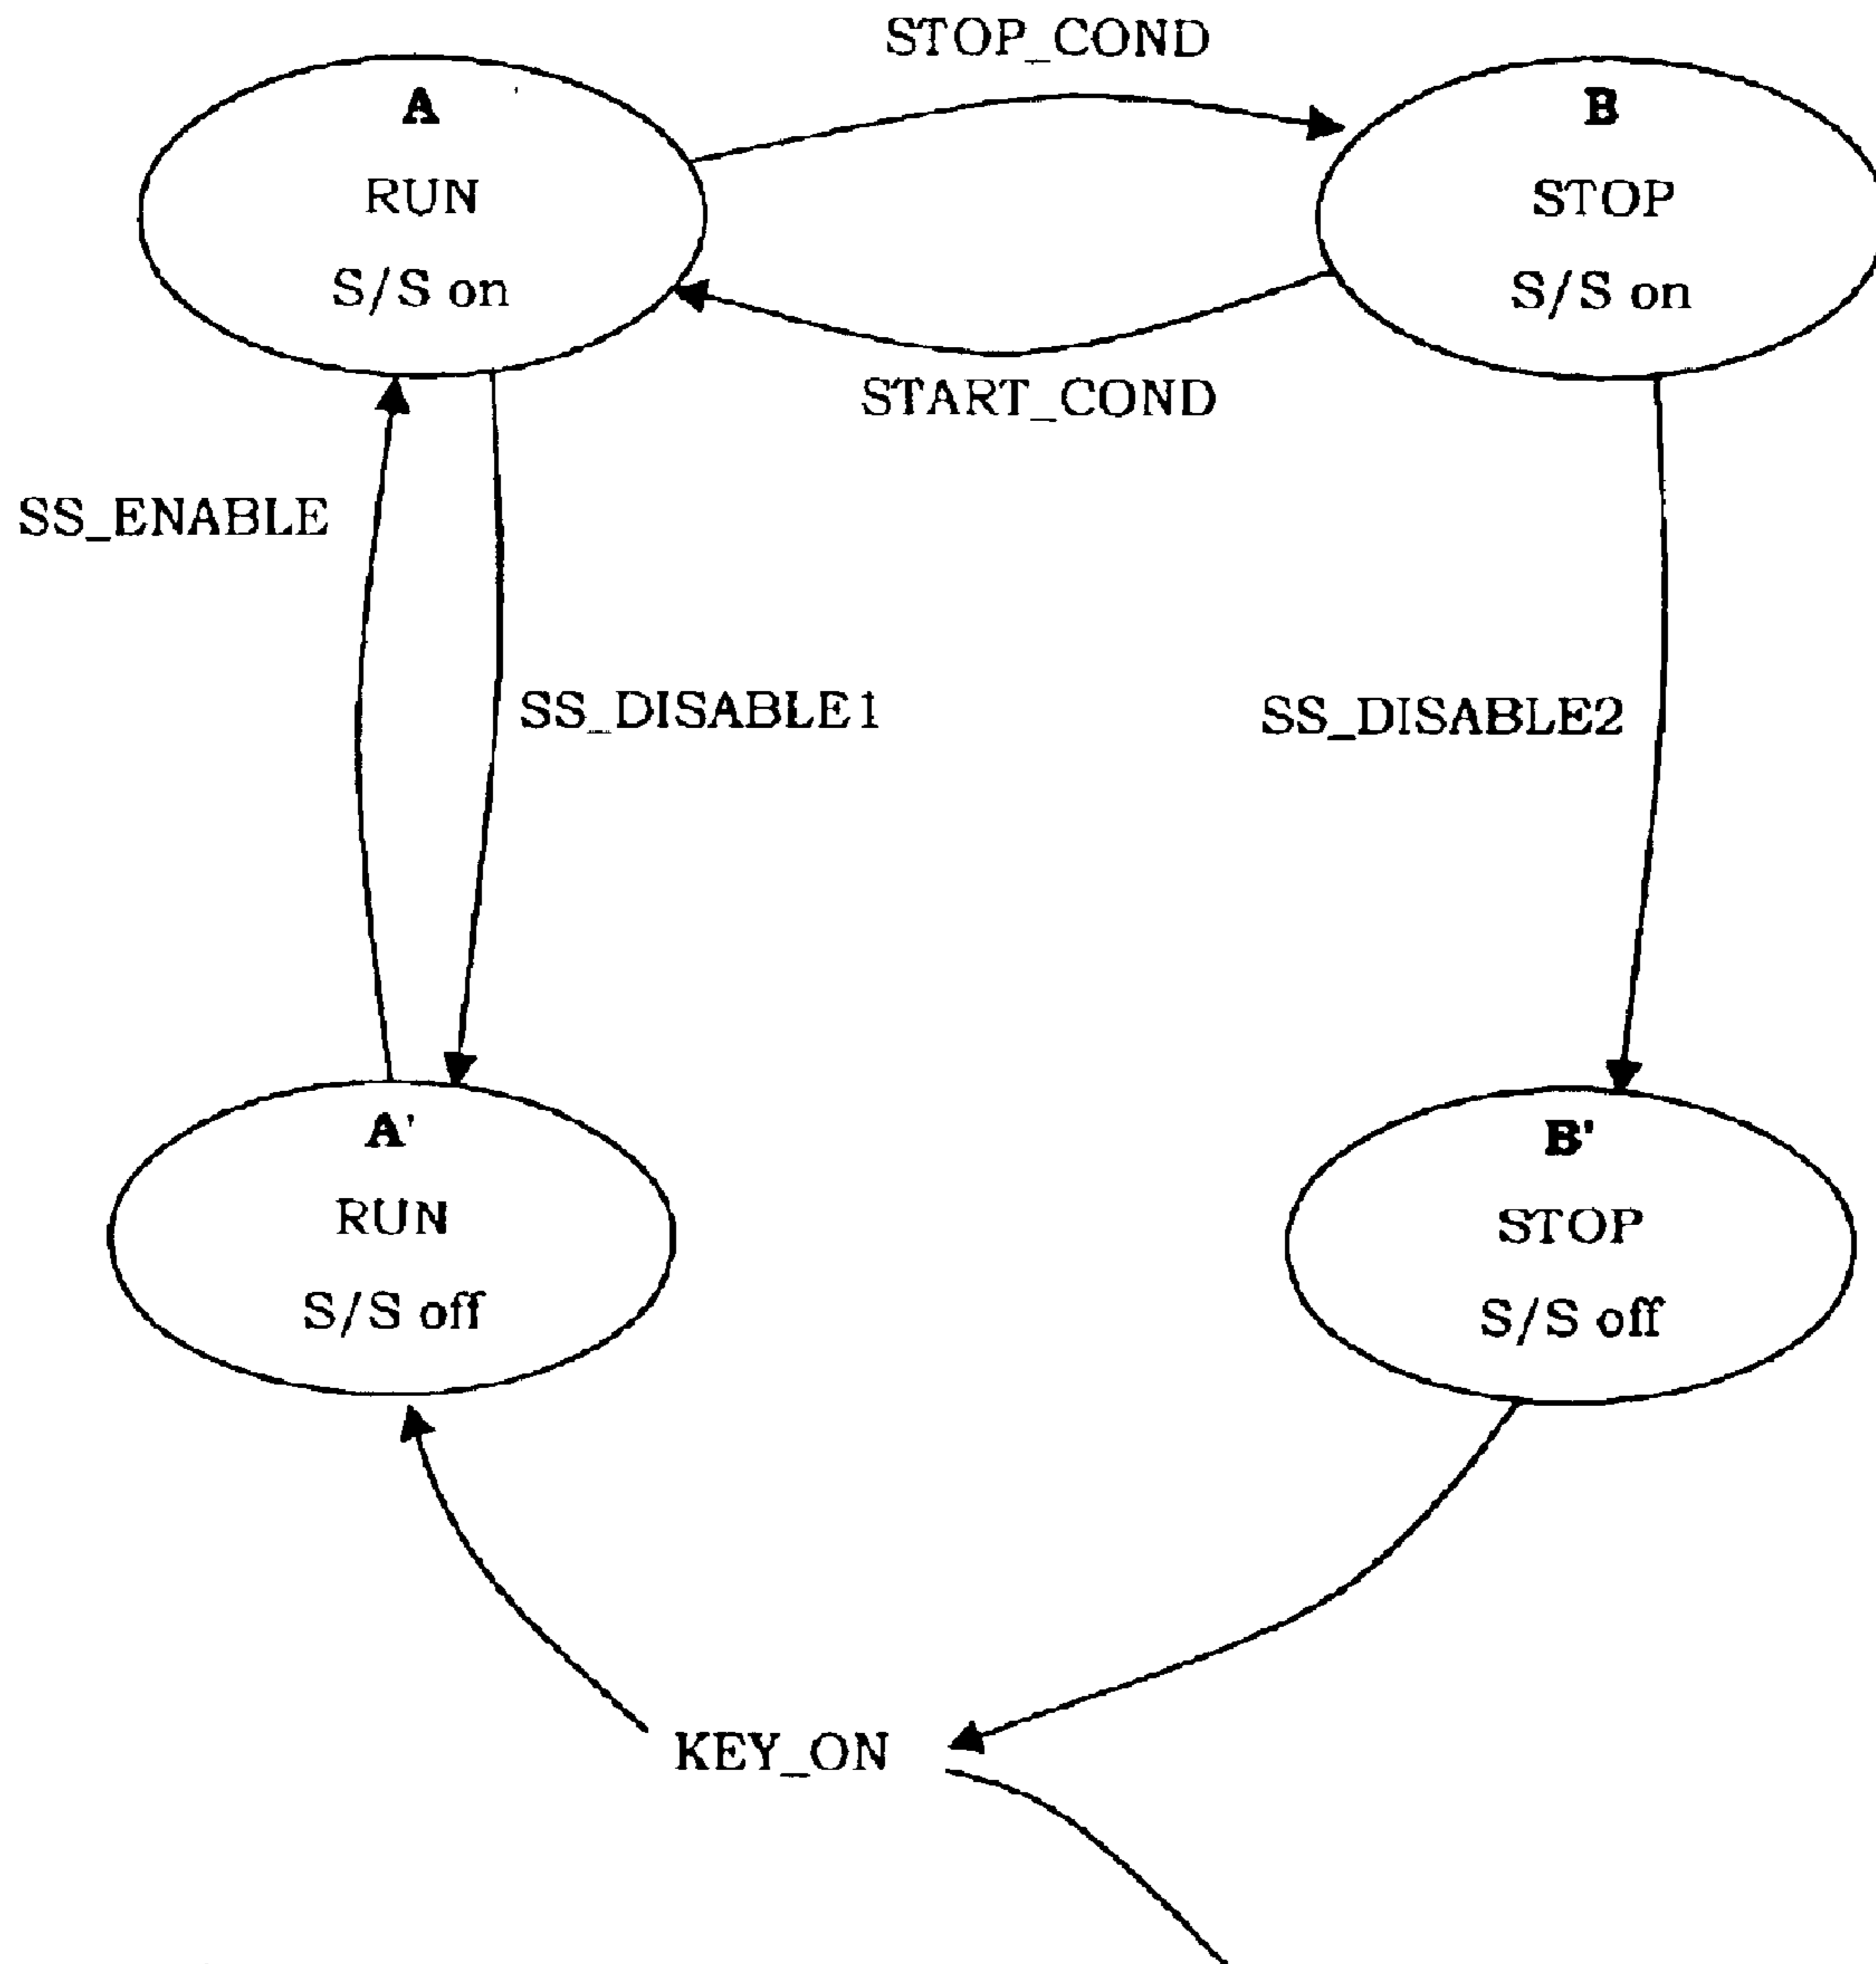 STOP_COND
A
RUN
S/S on
B
STOP
S/S on
START_COND
SS_ENABLE
SS_DISABLE1
SS_DISABLE2
A'
RUN
S/S off
B'
STOP
S/S off
KEY_ON